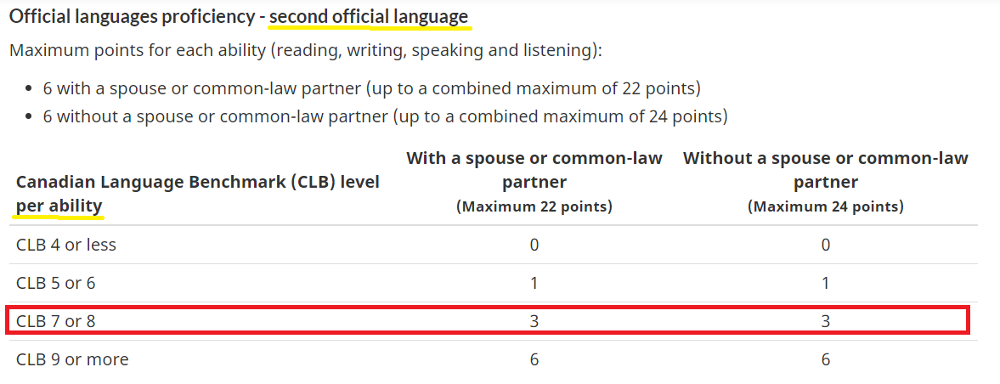 Official languages proficiency - second official language
Maximum points for each ability (reading, writing, speaking and listening):
• 6 with a spouse or common-law partner (up to a combined maximum of 22 points)
• 6 without a spouse or common-law partner (up to a combined maximum of 24 points)
Canadian Language Benchmark (CLB) level
per ability
With a spouse or common-law
partner
(Maximum 22 points)
Without a spouse or common-law
partner
(Maximum 24 points)
CLB 4 or less 0 0
CLB 5 or 6 1 1
CLB 7 or 8 3 3
CLB 9 or more 6 6